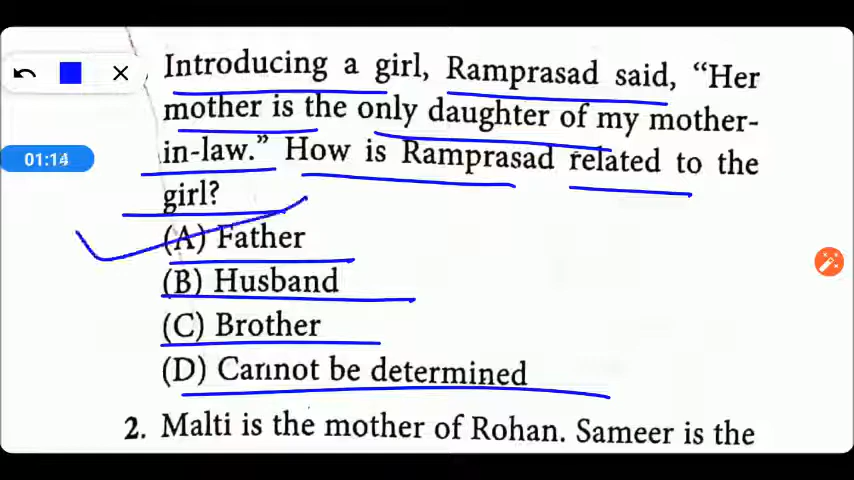 Introducing a girl, Ramprasad said, “Her
mother is the only daughter of my mother-
in-law.” How is Ramprasad related to the
01:14
girl?
(A) Father
(B) Husband
(C) Brother
(D) Cannot be determined
2. Malti is the mother of Rohan. Sameer is the